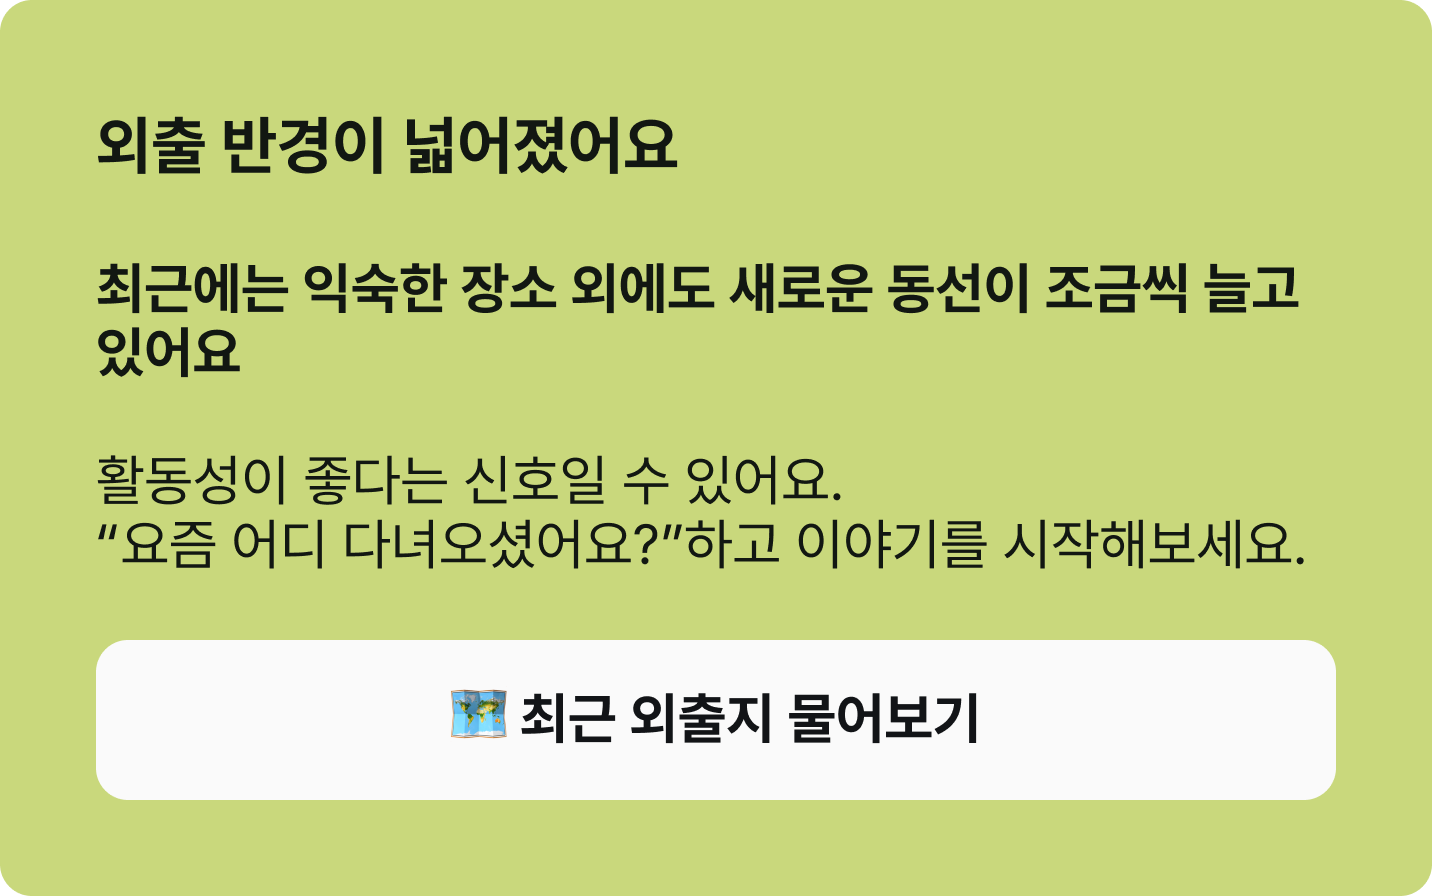 외출 반경이 넓어졌어요
최근에는 익숙한 장소 외에도 새로운 동선이 조금씩 늘고
있어요
활동성이 좋다는 신호일 수 있어요.
“요즘 어디 다녀오셨어요?”하고 이야기를 시작해보세요.
🗺️ 최근 외출지 물어보기